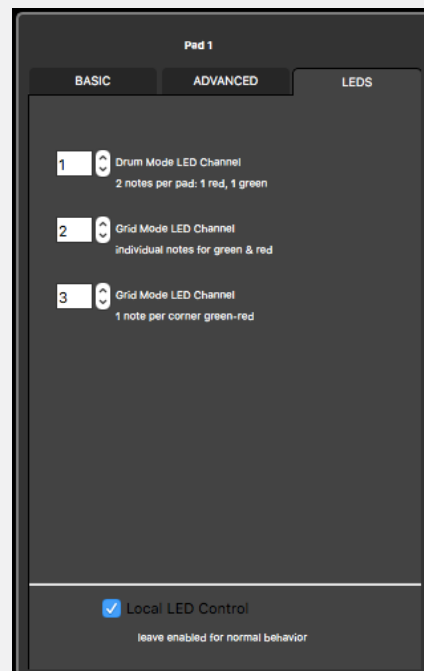 Pad 1
BASIC ADVANCED LEDS
1 Drum Mode LED Channel
2 notes per pad: 1 red, 1 green
2 Grid Mode LED Channel
individual notes for green & red
3 Grid Mode LED Channel
1 note per corner green-red
Local LED Control
leave enabled for normal behavior